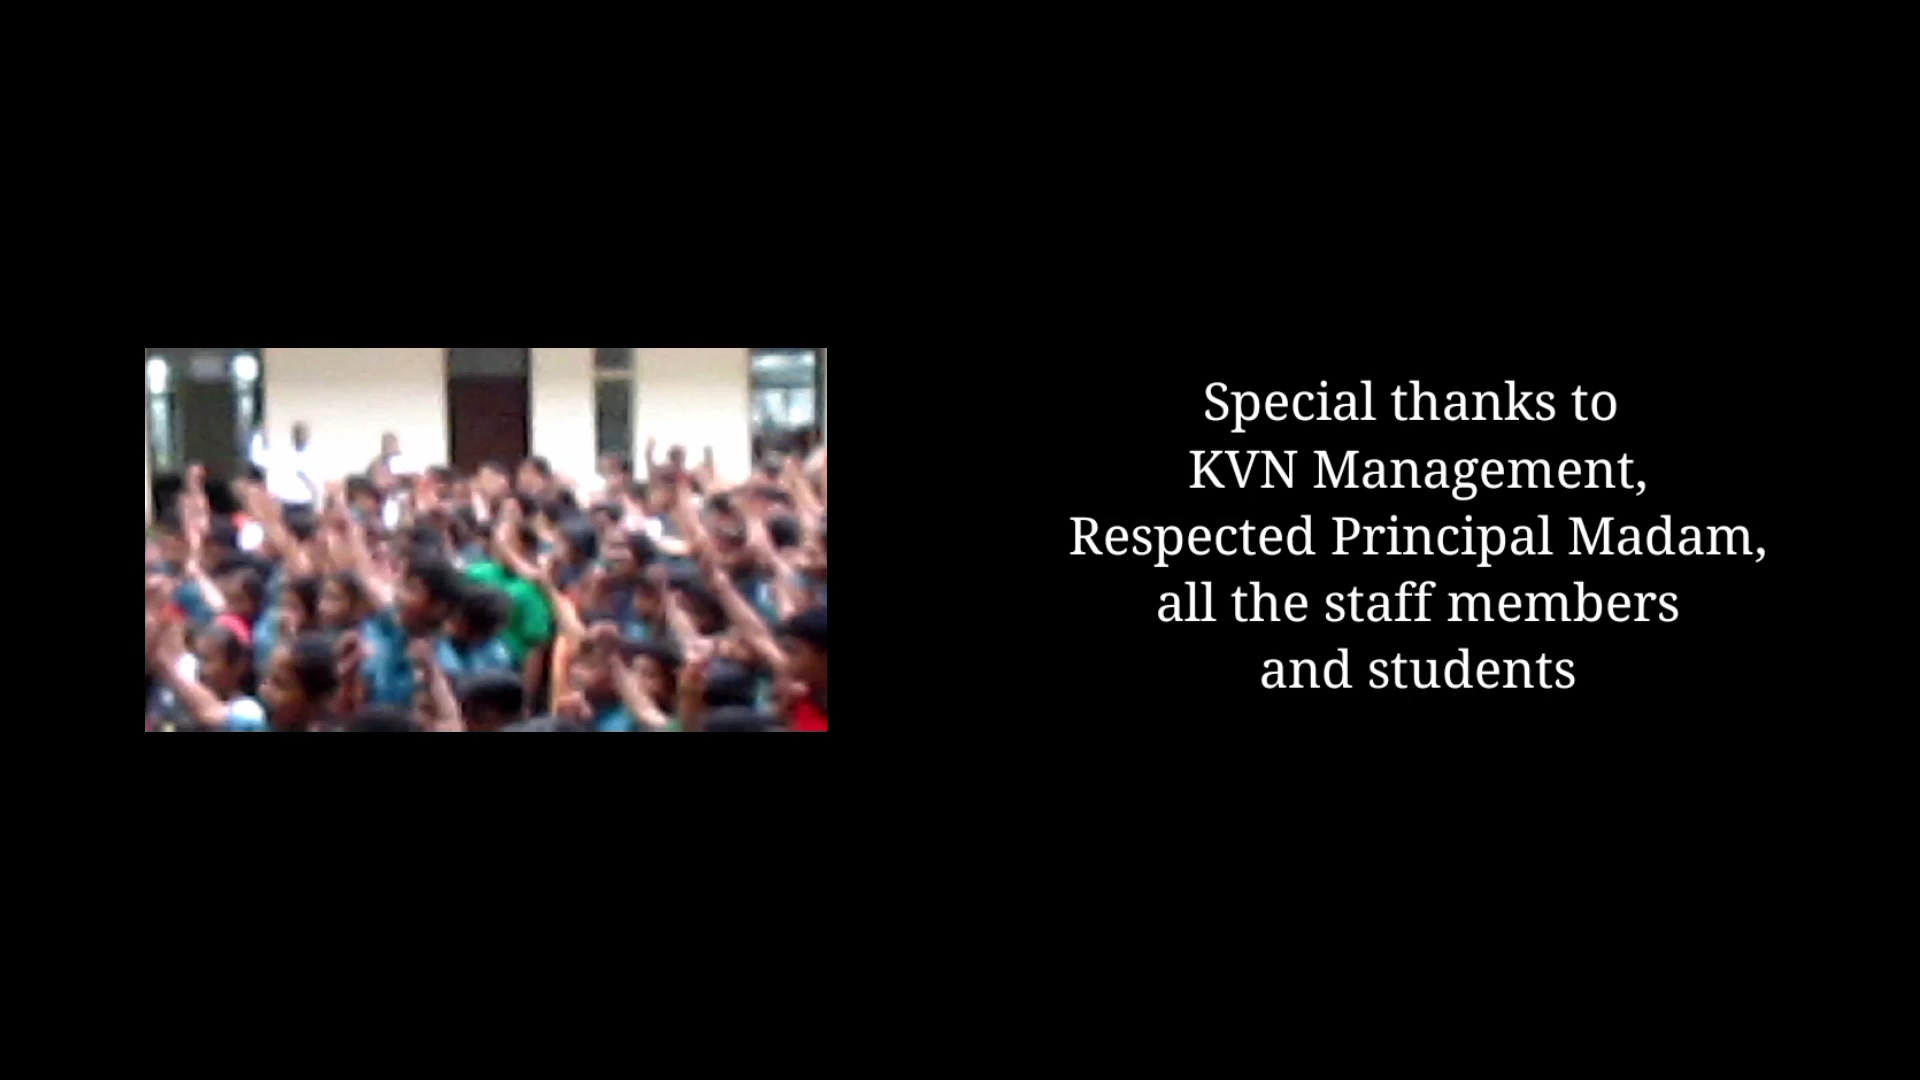 Special thanks to
KVN Management,
Respected Principal Madam,
all the staff members
and students